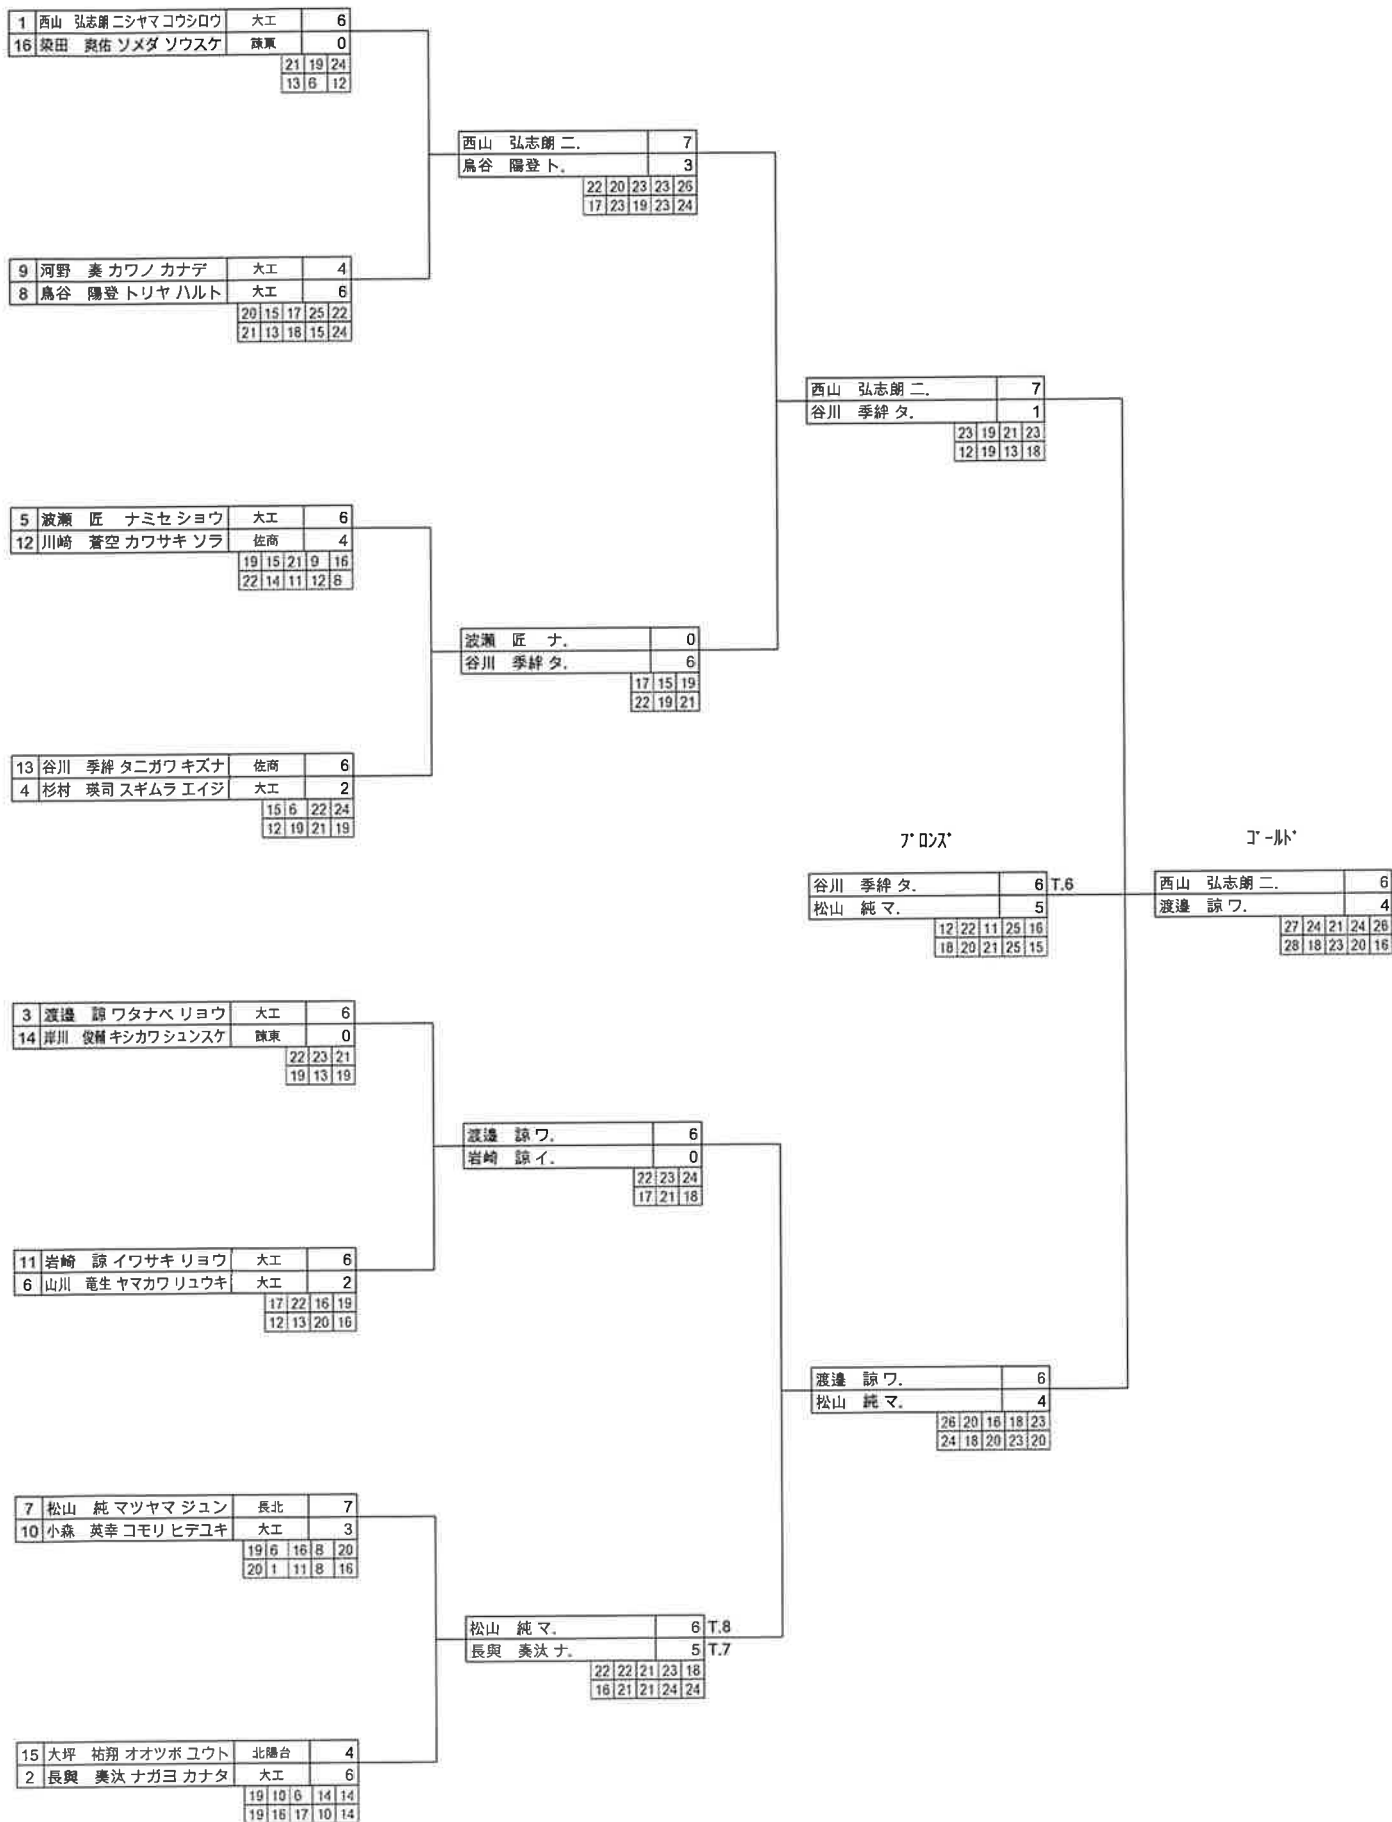 1 西山 弘志朗 ニシヤマ コウシロウ 大工 6
16 染田 奭佑 ソメダ ソウスケ 諫東 0
21 19 24
13 6 12
西山 弘志朗 ニ. 7
鳥谷 陽登 ト. 3
22 20 23 23 26
17 23 19 23 24
9 河野 奏 カワノ カナデ 大工 4
8 鳥谷 陽登 トリヤ ハルト 大工 6
20 15 17 25 22
21 13 18 15 24
西山 弘志朗 ニ. 7
谷川 季絆 タ. 1
23 19 21 23
12 19 13 18
5 波瀬 匠 ナミセ ショウ 大工 6
12 川﨑 蒼空 カワサキ ソラ 佐商 4
19 15 21 9 16
22 14 11 12 8
波瀬 匠 ナ. 0
谷川 季絆 タ. 6
17 15 19
22 19 21
13 谷川 季絆 タニガワ キズナ 佐商 6
4 杉村 瑛司 スギムラ エイジ 大工 2
15 6 22 24
12 19 21 19
ブロンズ
ゴールド
谷川 季絆 タ. 6 T.6
松山 純 マ. 5
12 22 11 25 16
18 20 21 25 15
西山 弘志朗 ニ. 6
渡邉 諒 ワ. 4
27 24 21 24 26
28 18 23 20 16
3 渡邉 諒 ワタナベ リョウ 大工 6
14 岸川 俊輔 キシカワ シュンスケ 諫東 0
22 23 21
19 13 19
渡邉 諒 ワ. 6
岩崎 諒 イ. 0
22 23 24
17 21 18
11 岩崎 諒 イワサキ リョウ 大工 6
6 山川 竜生 ヤマカワ リュウキ 大工 2
17 22 16 19
12 13 20 16
渡邉 諒 ワ. 6
松山 純 マ. 4
26 20 16 18 23
24 18 20 23 20
7 松山 純 マツヤマ ジュン 長北 7
10 小森 英幸 コモリ ヒデユキ 大工 3
19 6 16 8 20
20 1 11 8 16
松山 純 マ. 6 T.8
長與 奏汰 ナ. 5 T.7
22 22 21 23 18
16 21 21 24 24
15 大坪 祐翔 オオツボ ユウト 北陽台 4
2 長與 奏汰 ナガヨ カナタ 大工 6
19 10 6 14 14
19 16 17 10 14